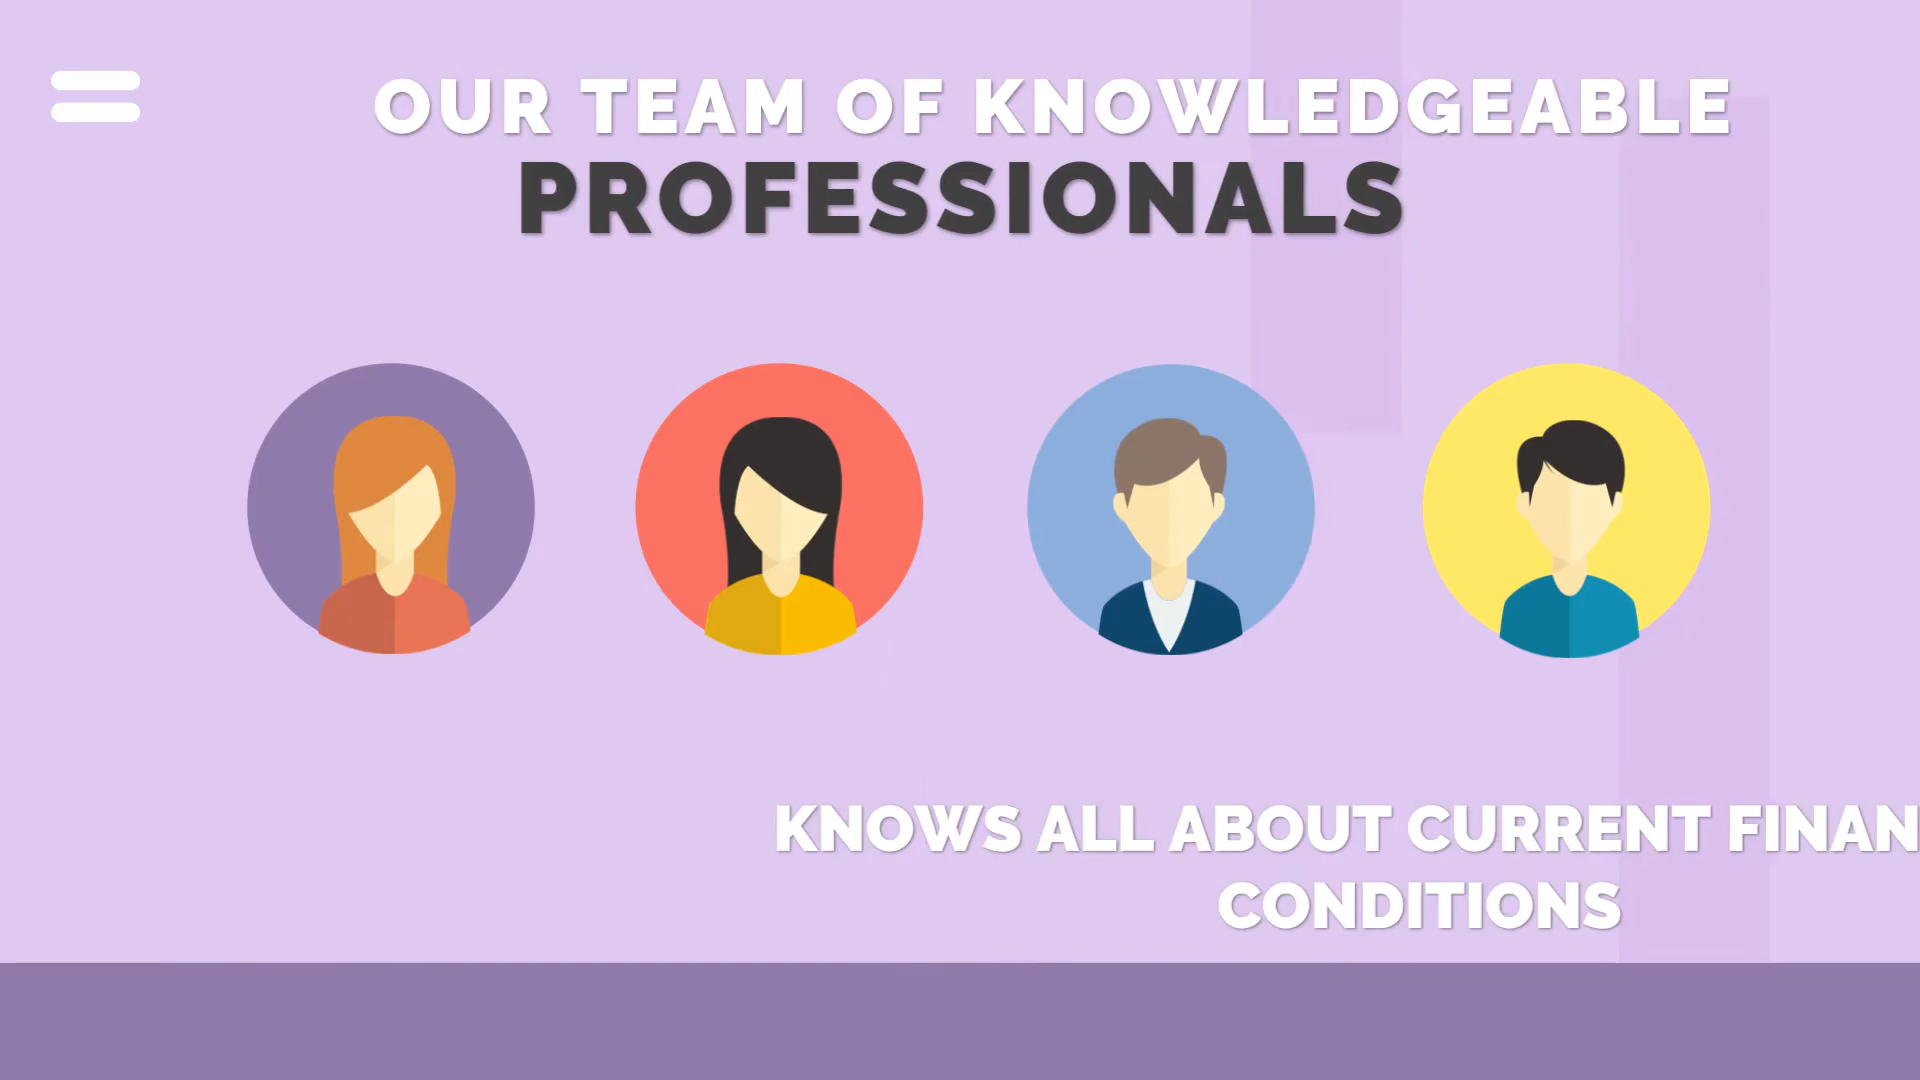 OUR TEAM OF KNOWLEDGEABLE
PROFESSIONALS
KNOWS ALL ABOUT CURRENT FINAN
CONDITIONS